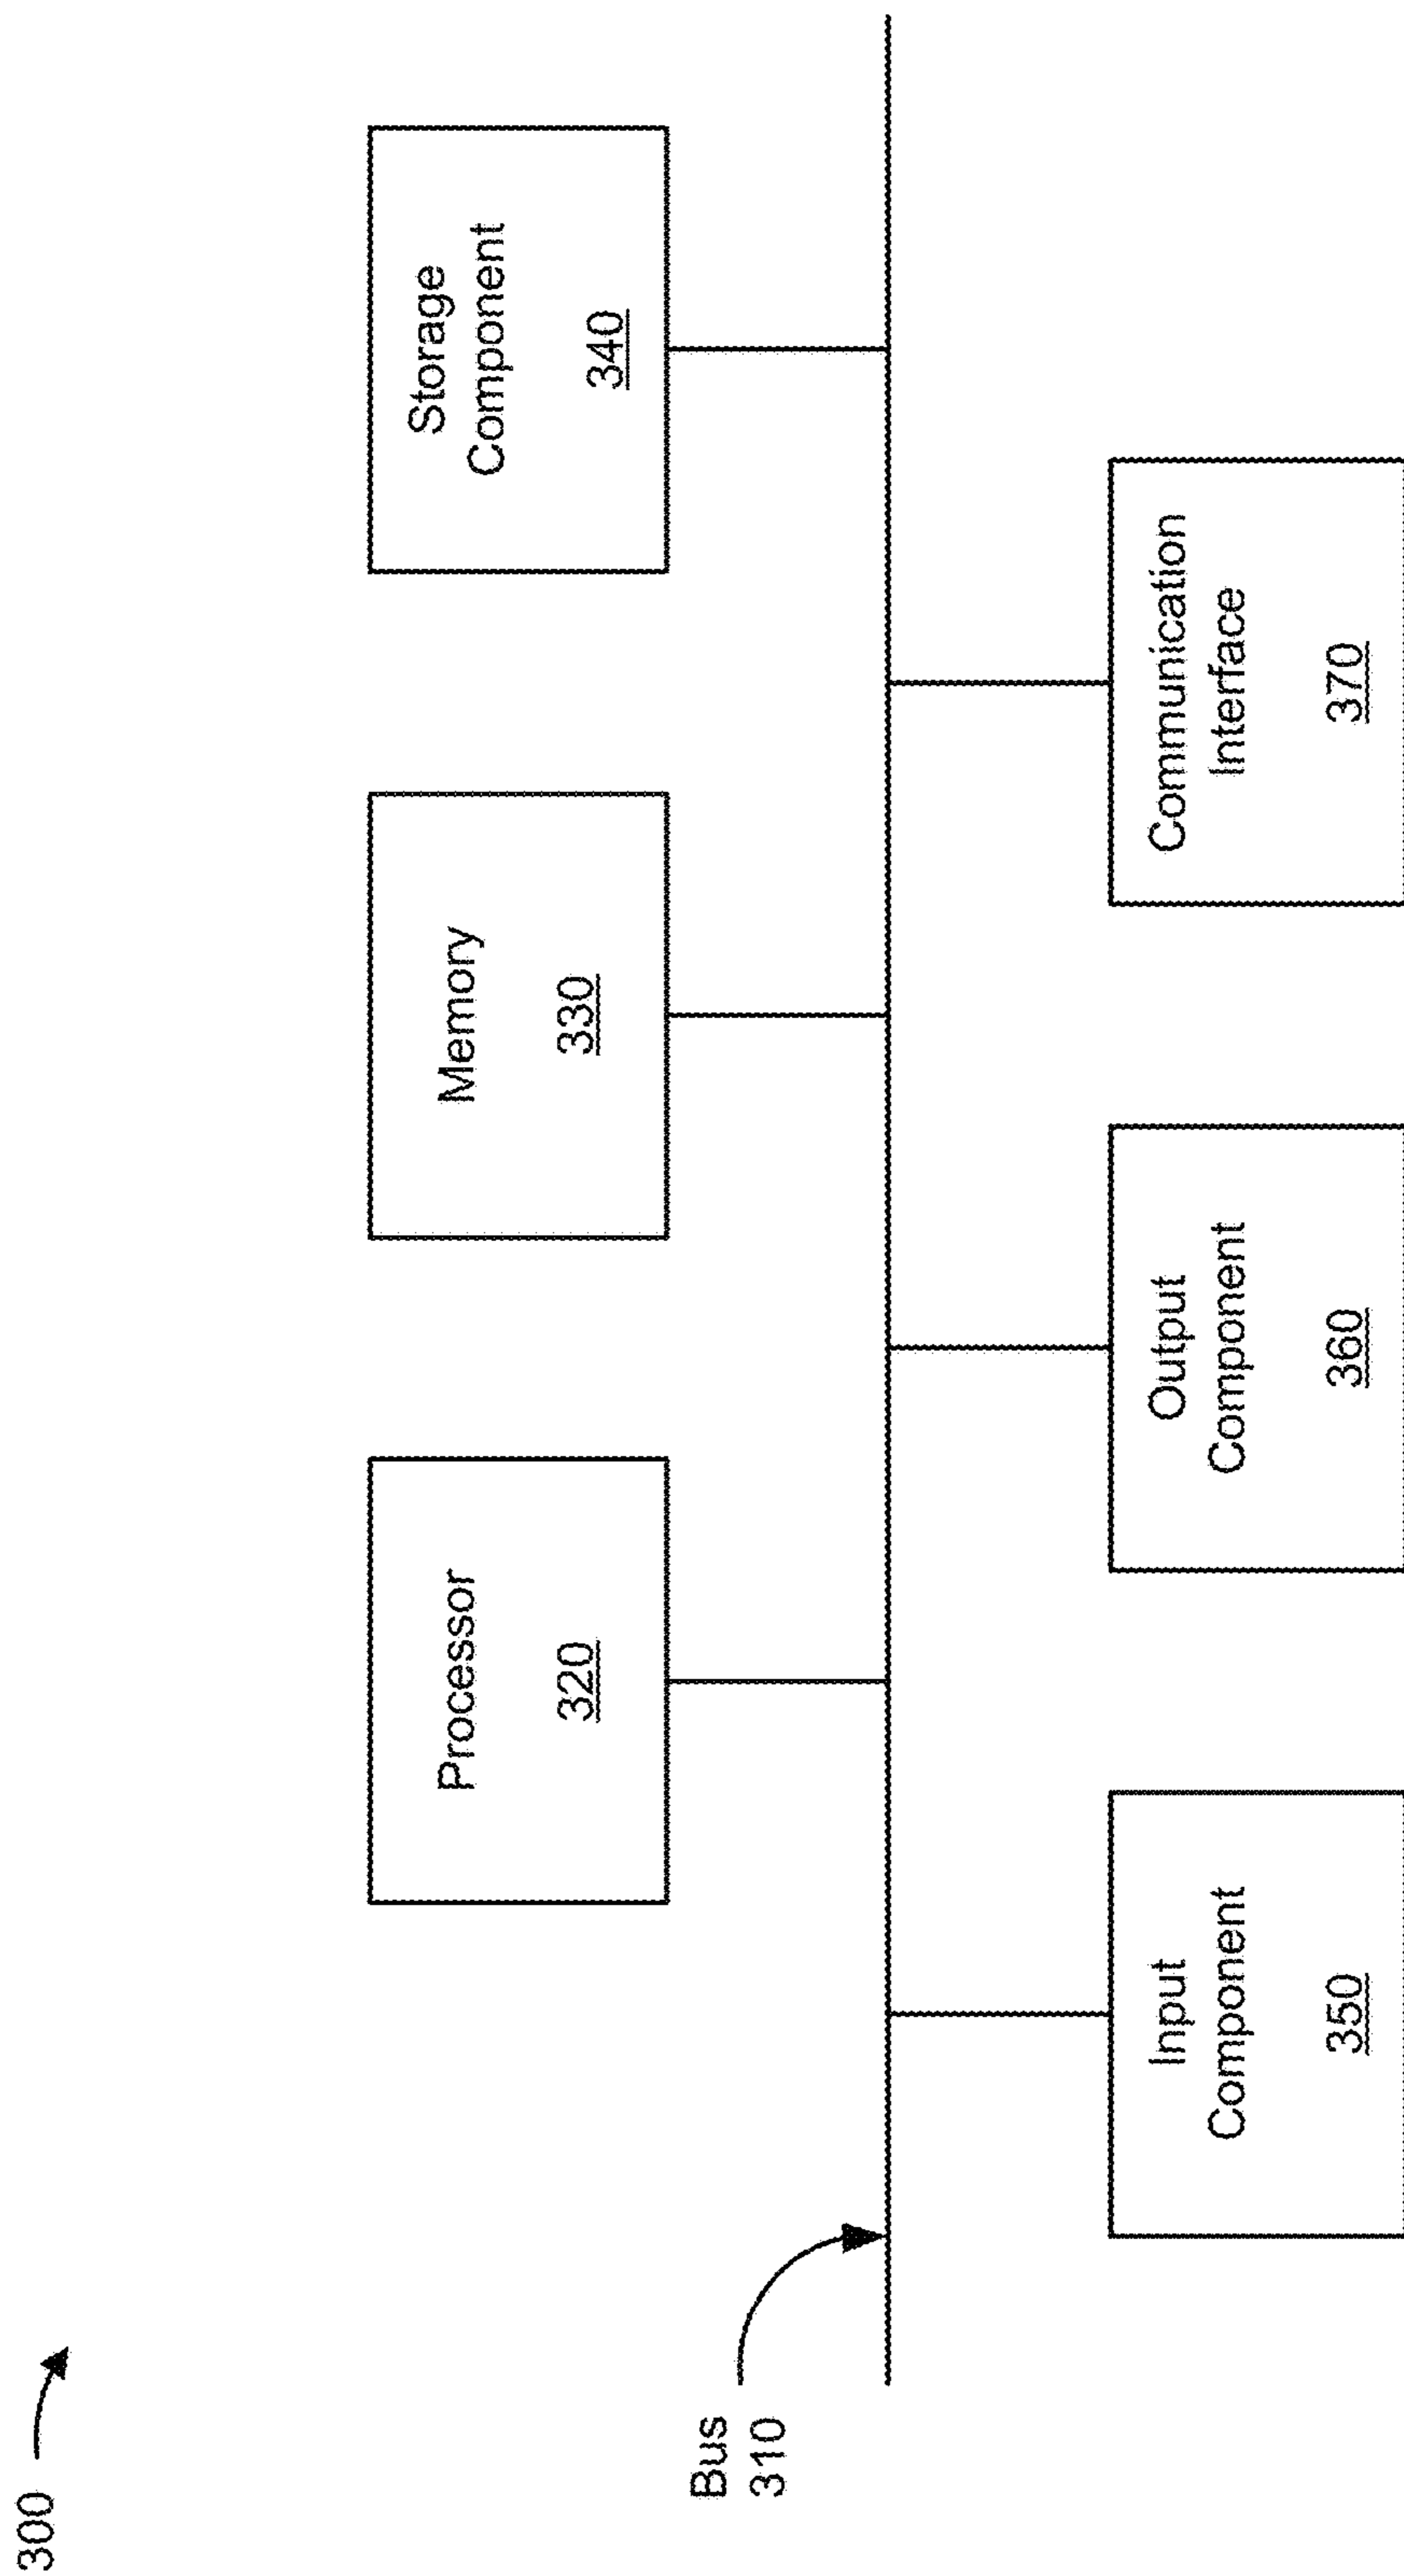 300
Processor
320
Memory
330
Storage
Component
340
Bus
310
Input
Component
350
Output
Component
360
Communication
Interface
370